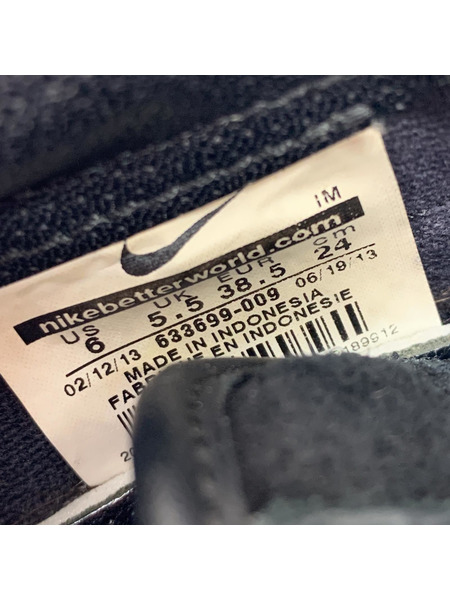 IM
nikebetterworld.com
US UK EUR cm
6 5.5 38.5 24
02/12/13 633699-009 06/19/13
MADE IN INDONESIA
EN INDONESIE